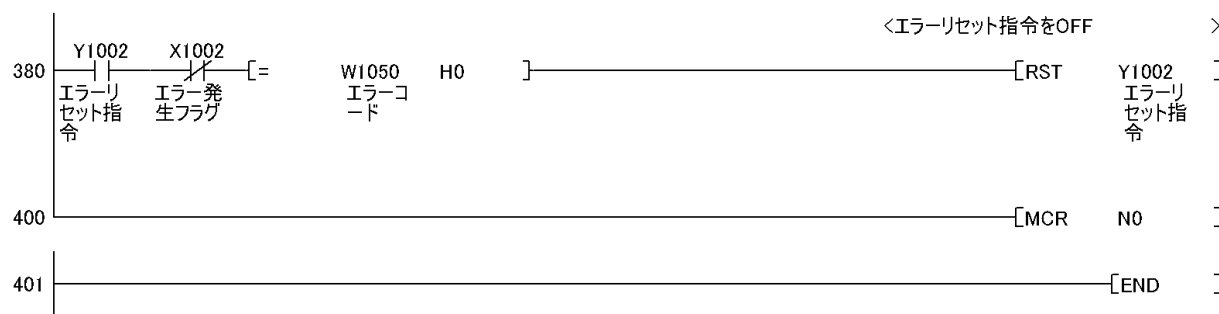 <エラーリセット指令をOFF >
Y1002 X1002
380 [= W1050 H0 ] [RST Y1002 ]
エラーリ エラー発 エラーコ エラーリ
セット指 生フラグ ード セット指
令 令
400 [MCR N0 ]
401 [END ]